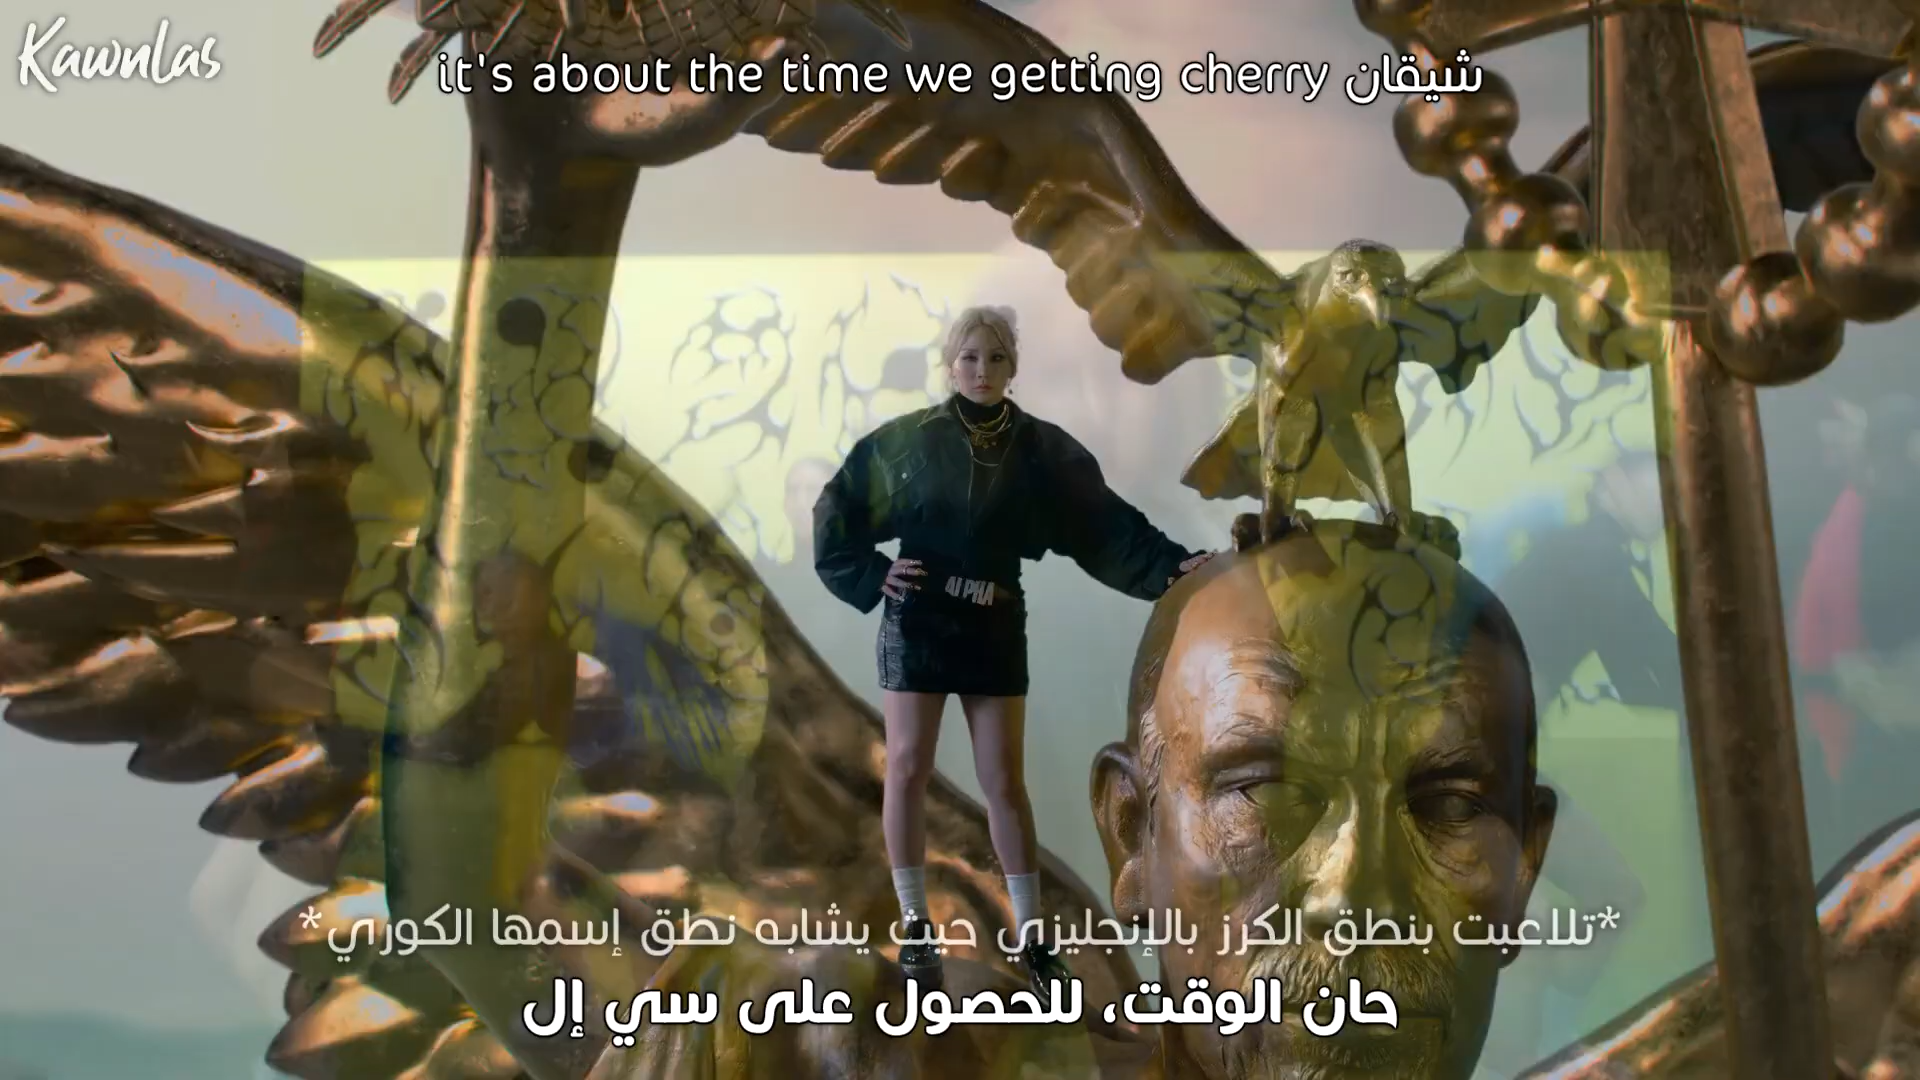 Kawnlas
it's about the time we getting cherry شيقان
ALPHA
*تلاعبت بنطق الكرز بالإنجليزي حيث يشابه نطق إسمها الكوري*
حان الوقت، للحصول على سي إل